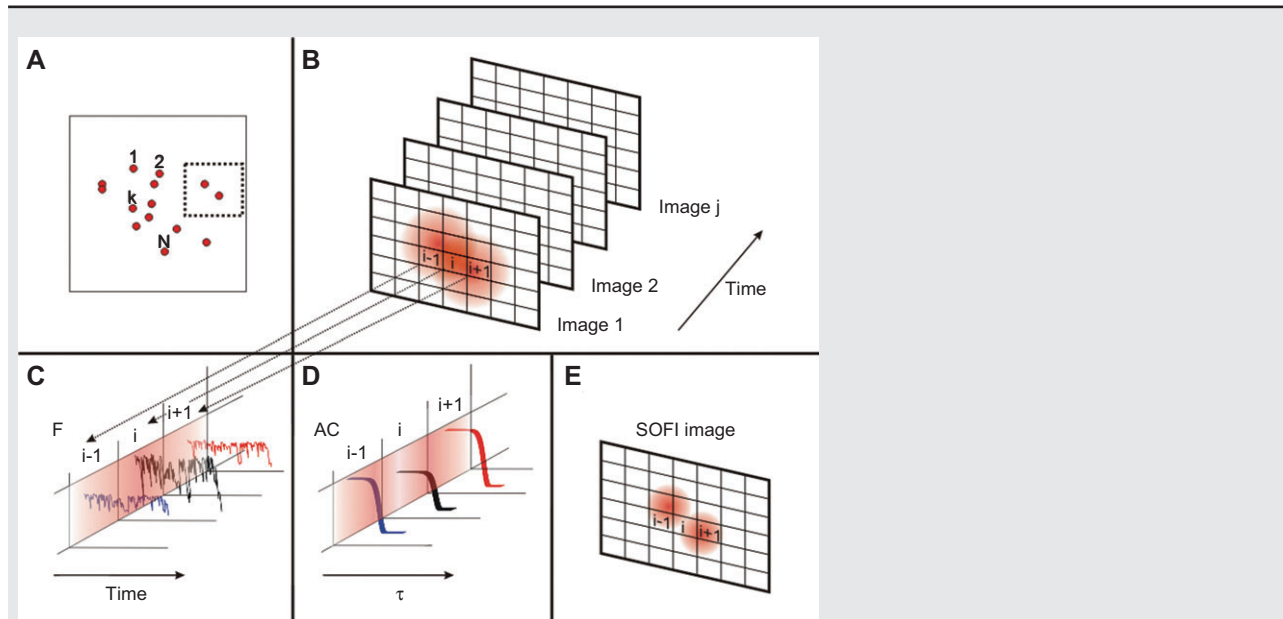 A
1 2
k
N
B
i-1 i i+1
Image 1
Image 2
Image j
Time
C
F
i-1
i
i+1
Time
D
AC
i-1
i
i+1
τ
E
SOFI image
i-1 i i+1